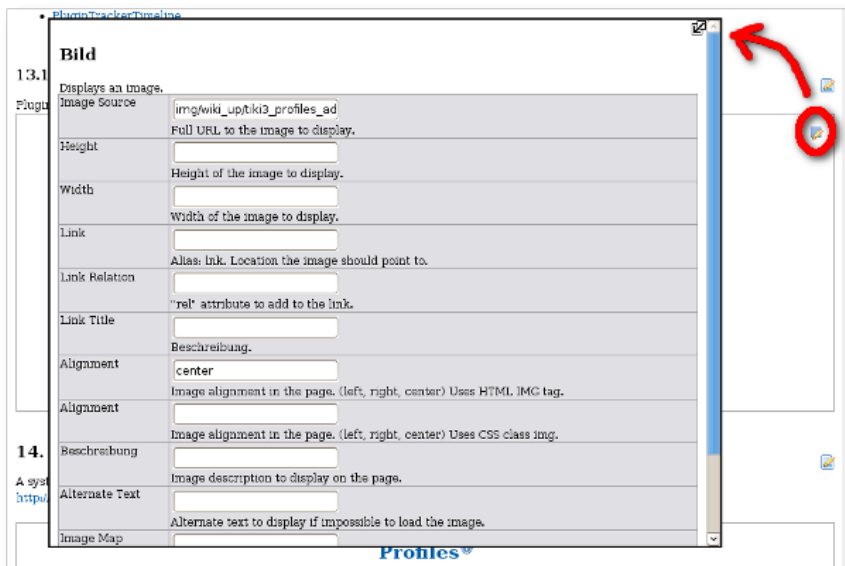 PluginTrackerTimeline
Bild
13.1
Displays an image.
Plugi
Image Source
img/wiki_up/tiki3_profiles_ad
Full URL to the image to display.
Height
Height of the image to display.
Width
Width of the image to display.
Link
Alias: lnk. Location the image should point to.
Link Relation
"rel" attribute to add to the link.
Link Title
Beschreibung.
Alignment
center
Image alignment in the page. (left, right, center) Uses HTML IMG tag.
Alignment
Image alignment in the page. (left, right, center) Uses CSS class img.
14.
Beschreibung
Image description to display on the page.
A syst
http:/
Alternate Text
Alternate text to display if impossible to load the image.
Image Map
Profiles®